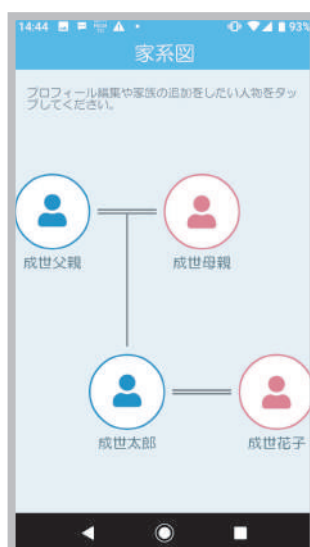 14:44
93%
家系図
プロフィール編集や家族の追加をしたい人物をタッ
プしてください。
成世父親
成世母親
成世太郎
成世花子